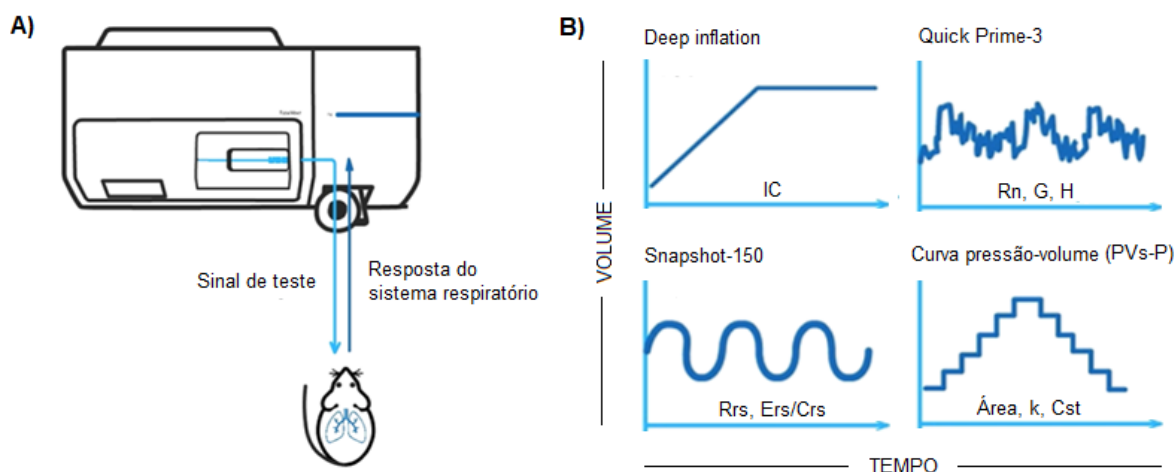 A)
Sinal de teste
Resposta do
sistema respiratório
B)
VOLUME
Deep inflation
IC
Quick Prime-3
Rn, G, H
Snapshot-150
Rrs, Ers/Crs
Curva pressão-volume (PVs-P)
Área, k, Cst
TEMPO